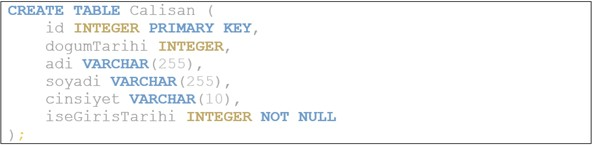 CREATE TABLE Calisan (
    id INTEGER PRIMARY KEY,
    dogumTarihi INTEGER,
    adi VARCHAR(255),
    soyadi VARCHAR(255),
    cinsiyet VARCHAR(10),
    iseGirisTarihi INTEGER NOT NULL
);